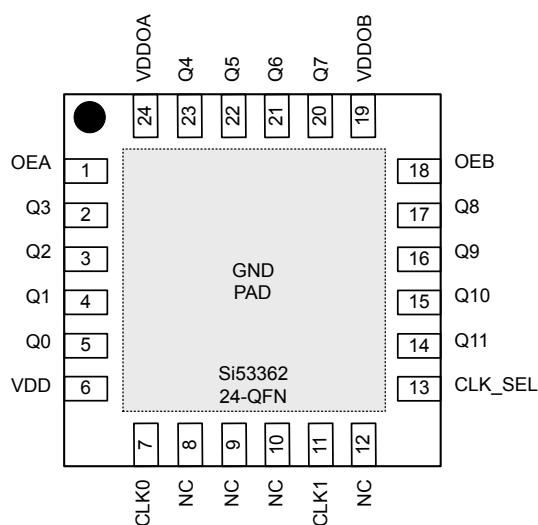 VDDOA
Q4
Q5
Q6
Q7
VDDOB
24
23
22
21
20
19
OEA
1
18
OEB
Q3
2
17
Q8
Q2
3
16
Q9
GND
PAD
Q1
4
15
Q10
Q0
5
14
Q11
VDD
6
13
CLK_SEL
Si53362
24-QFN
7
8
9
10
11
12
CLK0
NC
NC
NC
CLK1
NC